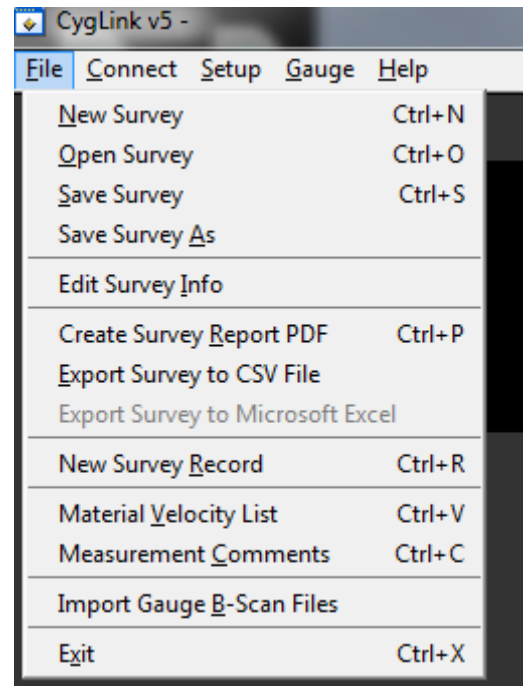 CygLink v5 -
File Connect Setup Gauge Help
New Survey Ctrl+N
Open Survey Ctrl+O
Save Survey Ctrl+S
Save Survey As
Edit Survey Info
Create Survey Report PDF Ctrl+P
Export Survey to CSV File
Export Survey to Microsoft Excel
New Survey Record Ctrl+R
Material Velocity List Ctrl+V
Measurement Comments Ctrl+C
Import Gauge B-Scan Files
Exit Ctrl+X